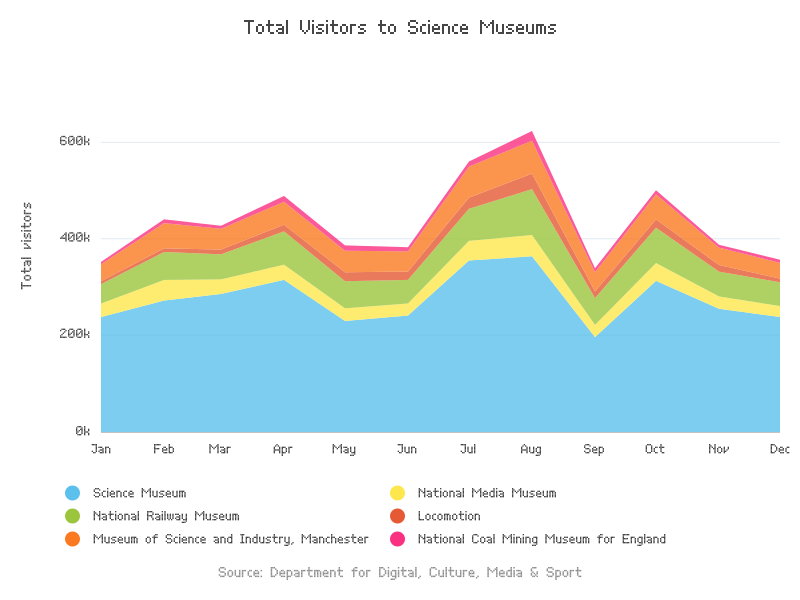 Total Visitors to Science Museums
Total visitors
600k
400k
200k
0k
Jan Feb Mar Apr May Jun Jul Aug Sep Oct Nov Dec
Science Museum
National Media Museum
National Railway Museum
Locomotion
Museum of Science and Industry, Manchester
National Coal Mining Museum for England
Source: Department for Digital, Culture, Media & Sport